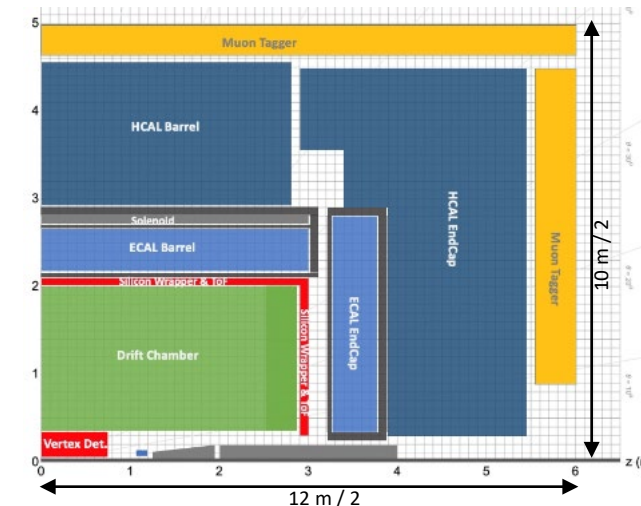 5
Muon Tagger
4
HCAL Barrel
3
Solenoid
ECAL Barrel
2
Silicon Wrapper & ToF
Drift Chamber
1
Vertex Det.
0
Silicon Wrapper & ToF
ECAL EndCap
HCAL EndCap
Muon Tagger
10 m / 2
0 1 2 3 4 5 6 z (
12 m / 2